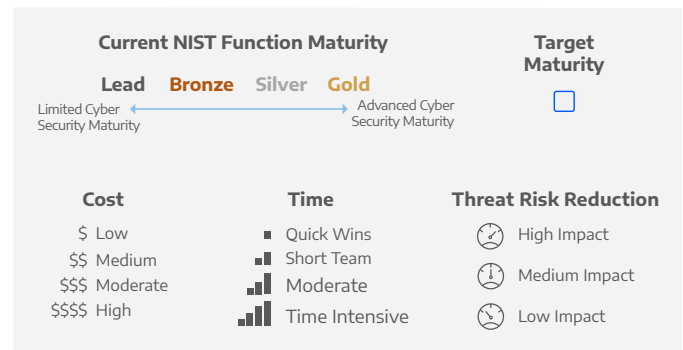 Current NIST Function Maturity
Target
Maturity
Lead Bronze Silver Gold
Limited Cyber
Security Maturity
Advanced Cyber
Security Maturity
Cost
$ Low
$$ Medium
$$$ Moderate
$$$$ High
Time
Quick Wins
Short Team
Moderate
Time Intensive
Threat Risk Reduction
High Impact
Medium Impact
Low Impact